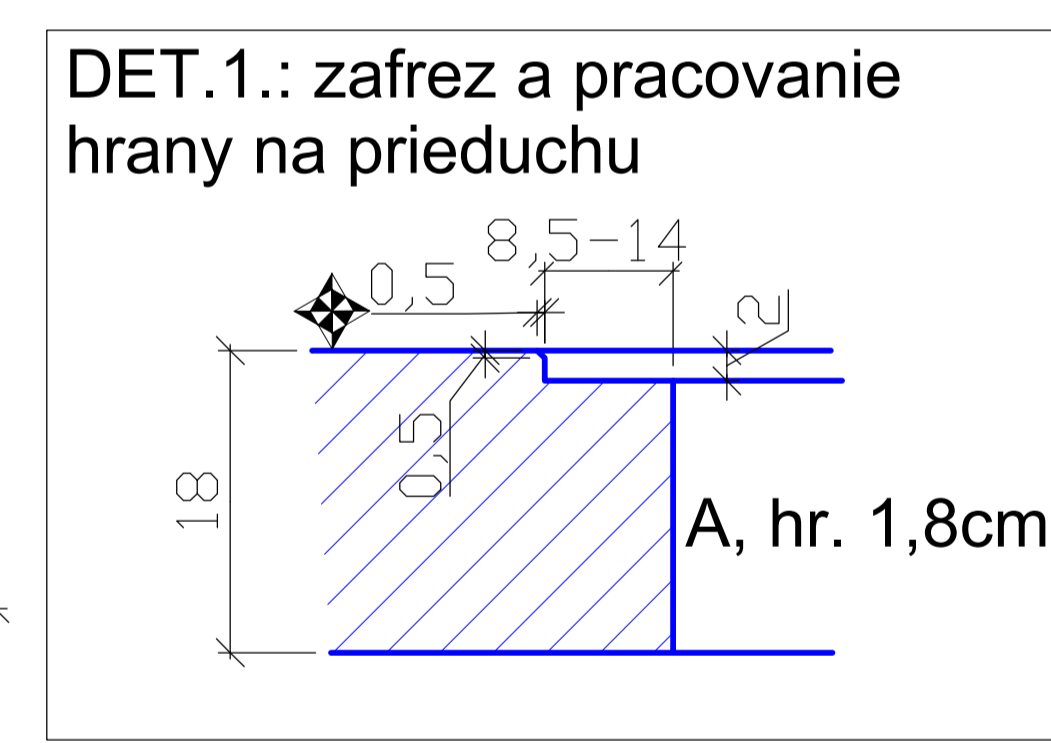 DET.1.: zafrez a pracovanie
hrany na prieduchu
8,5-14
0,5
2
0,5
18
A, hr. 1,8cm